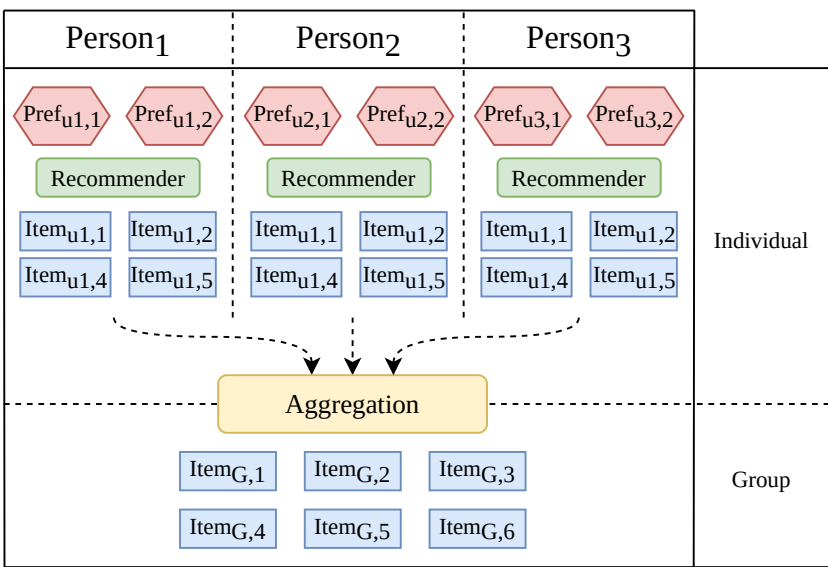 Person1 Person2 Person3
Prefu1,1 Prefu1,2 Prefu2,1 Prefu2,2 Prefu3,1 Prefu3,2
Recommender Recommender Recommender
Itemu1,1 Itemu1,2 Itemu1,1 Itemu1,2 Itemu1,1 Itemu1,2
Individual
Itemu1,4 Itemu1,5 Itemu1,4 Itemu1,5 Itemu1,4 Itemu1,5
Aggregation
ItemG,1 ItemG,2 ItemG,3
Group
ItemG,4 ItemG,5 ItemG,6